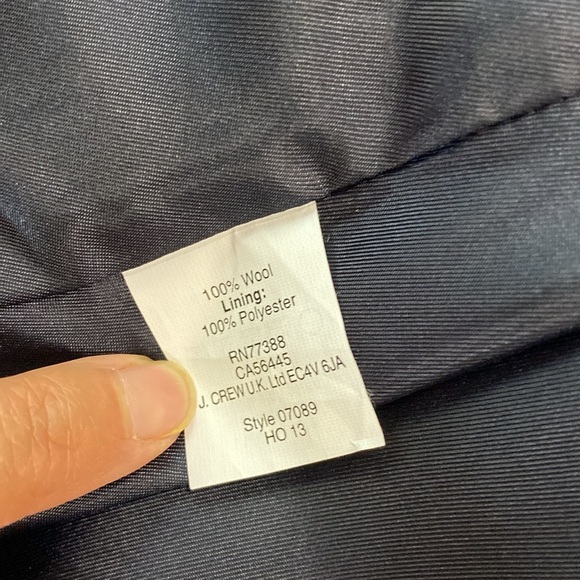 100% Wool
Lining:
100% Polyester
RN77388
CA56445
J. CREW U.K. Ltd EC4V 6JA
Style 07089
HO 13